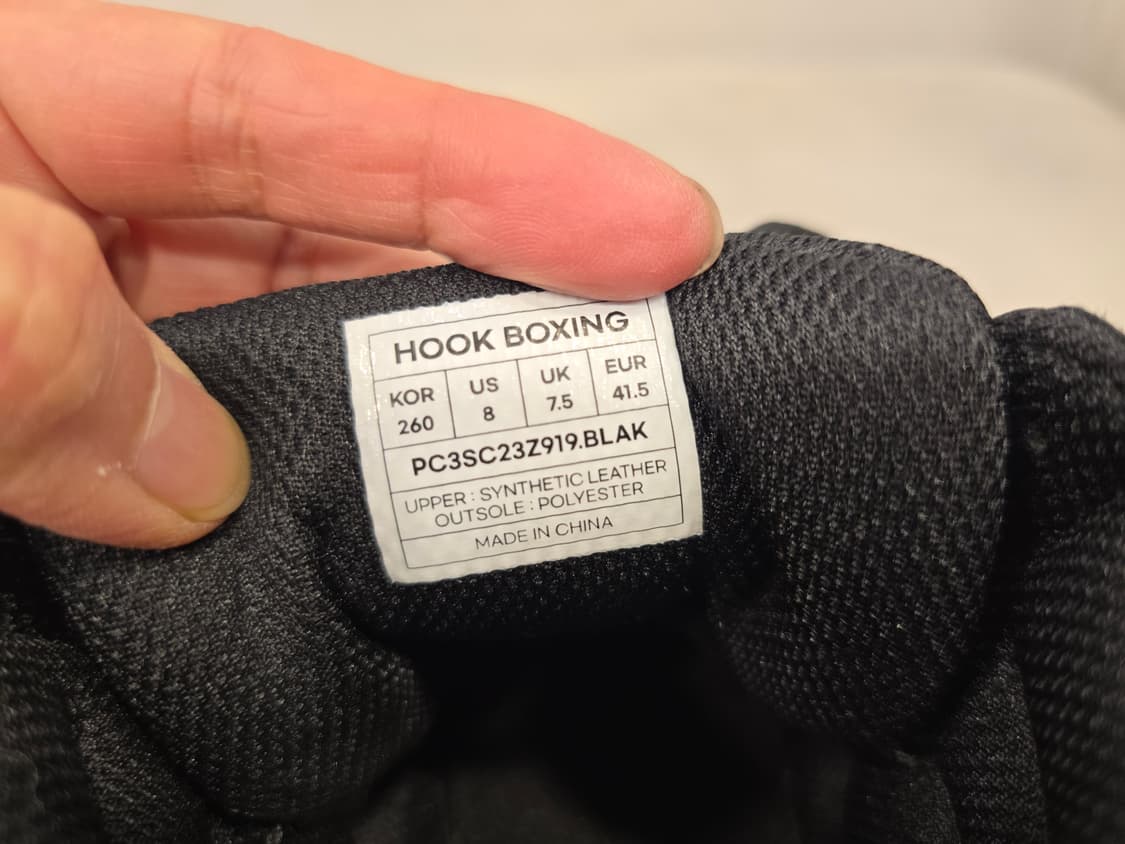 HOOK BOXING
KOR US UK EUR
260 8 7.5 41.5
PC3SC23Z919.BLAK
UPPER : SYNTHETIC LEATHER
OUTSOLE : POLYESTER
MADE IN CHINA